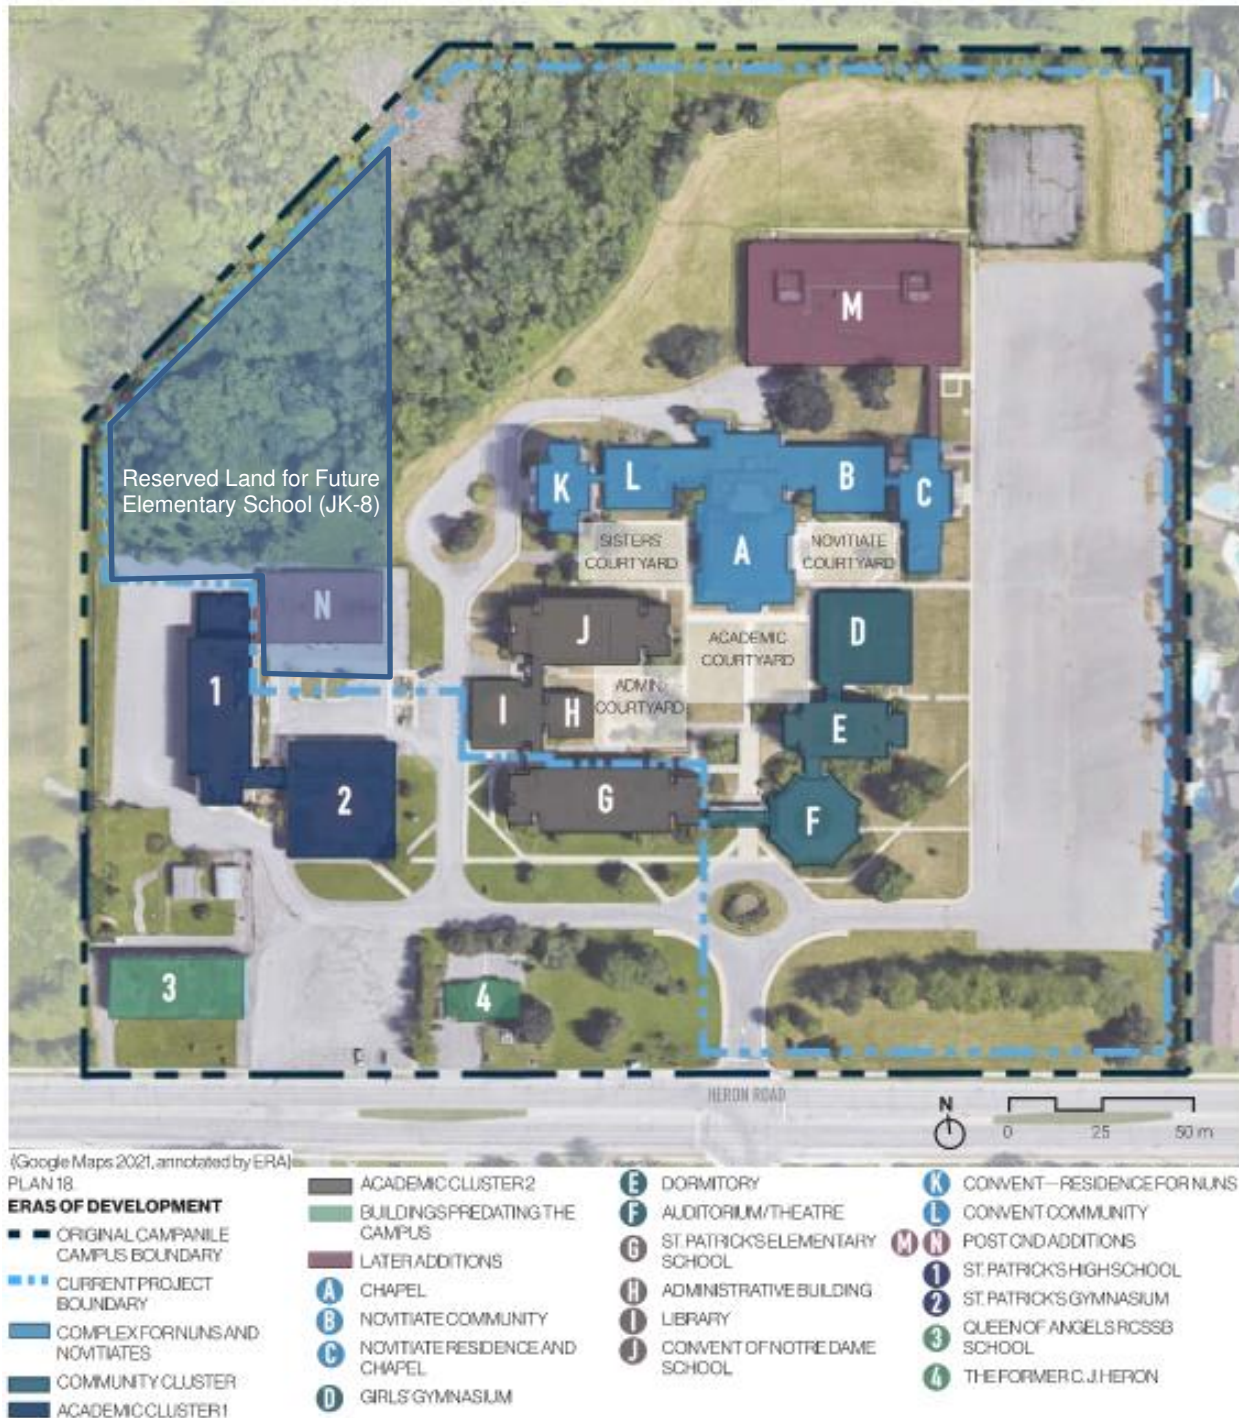 M
Reserved Land for Future
Elementary School (JK-8)
K
L
B
C
SISTERS'
COURTYARD
A
NOVITIATE
COURTYARD
N
J
ACADEMIC
COURTYARD
D
1
I
H
ADMIN.
COURTYARD
E
2
G
F
3
4
HERON ROAD
N
0 25 50 m
(Google Maps 2021, annotated by ERA)
PLAN 18.
ERAS OF DEVELOPMENT
ORIGINAL CAMPANILE
CAMPUS BOUNDARY
CURRENT PROJECT
BOUNDARY
COMPLEX FOR NUNS AND
NOVITIATES
COMMUNITY CLUSTER
ACADEMIC CLUSTER 1
ACADEMIC CLUSTER 2
BUILDINGS PREDATING THE
CAMPUS
LATER ADDITIONS
A CHAPEL
B NOVITIATE COMMUNITY
C NOVITIATE RESIDENCE AND
CHAPEL
D GIRLS' GYMNASIUM
E DORMITORY
F AUDITORIUM/THEATRE
G ST. PATRICK'S ELEMENTARY
SCHOOL
H ADMINISTRATIVE BUILDING
I LIBRARY
J CONVENT OF NOTRE DAME
SCHOOL
K CONVENT—RESIDENCE FOR NUNS
L CONVENT COMMUNITY
M N POST CND ADDITIONS
1 ST. PATRICK'S HIGH SCHOOL
2 ST. PATRICK'S GYMNASIUM
3 QUEEN OF ANGELS RCSSB
SCHOOL
4 THE FORMER C.J. HERON